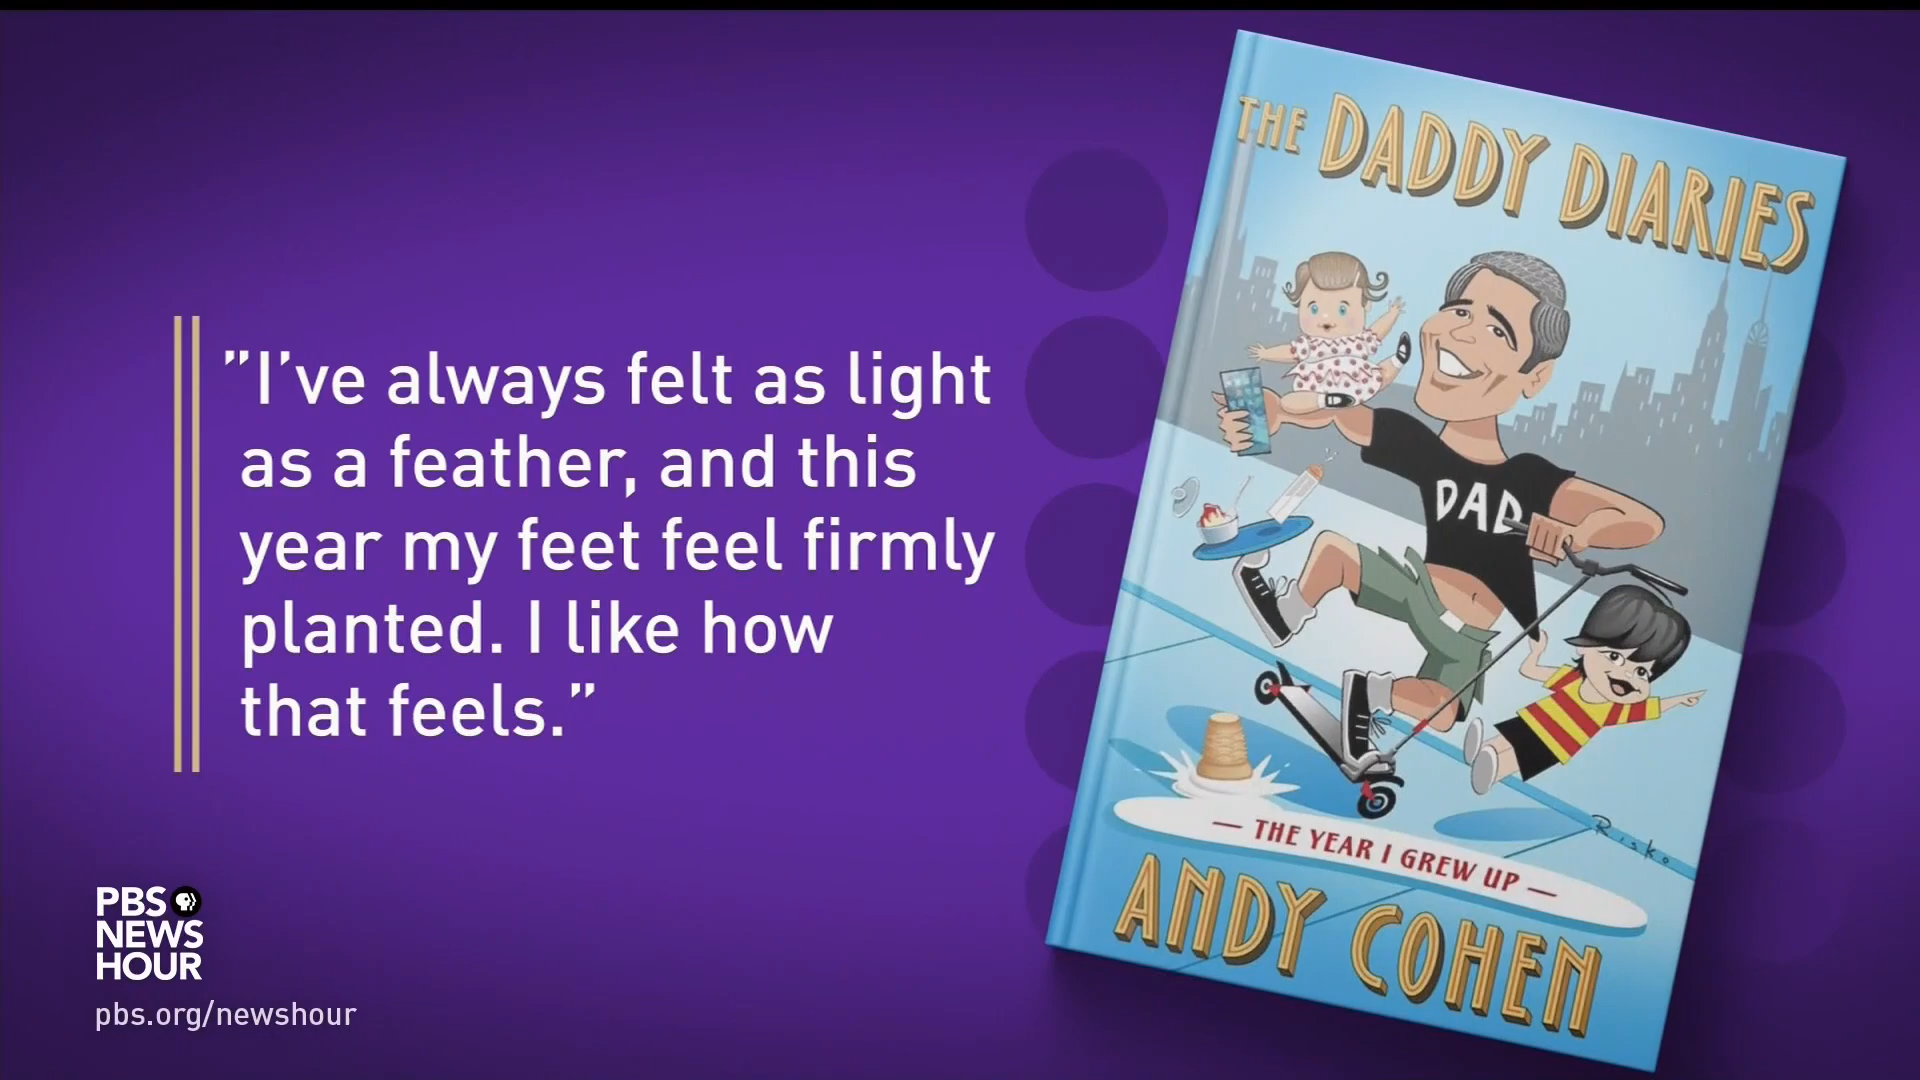 ”I’ve always felt as light
as a feather, and this
year my feet feel firmly
planted. I like how
that feels.”
THE DADDY DIARIES
DAD
Risko
— THE YEAR I GREW UP —
ANDY COHEN
PBS
NEWS
HOUR
pbs.org/newshour